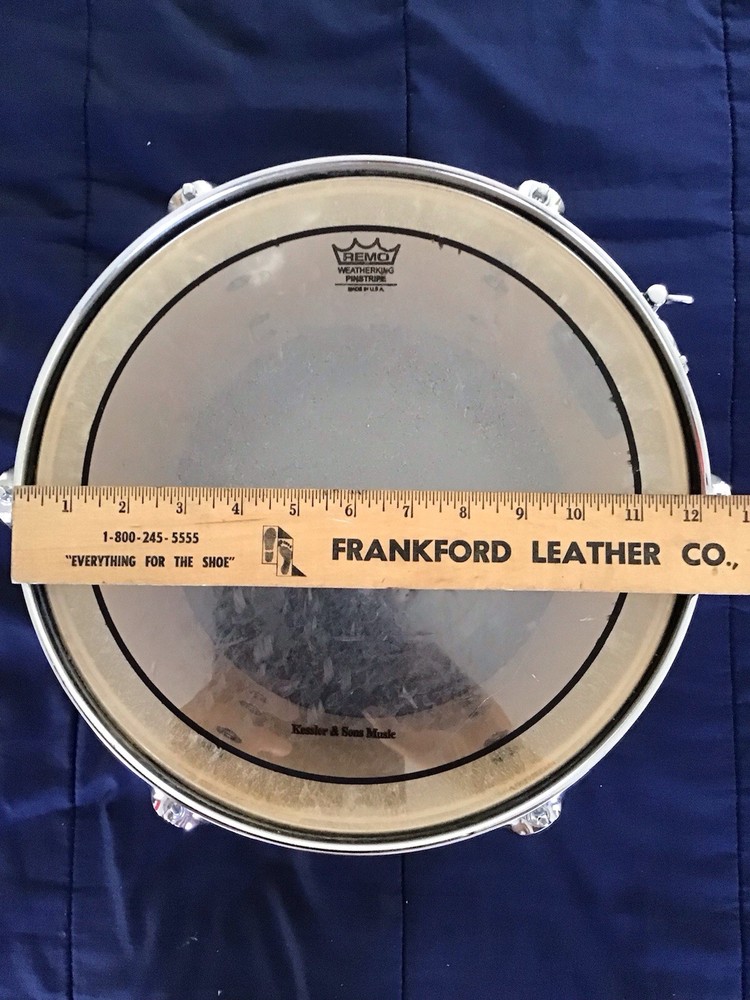 REMO
WEATHERKING
PINSTRIPE
MADE IN U.S.A.
1 2 3 4 5 6 7 8 9 10 11 12 1
1-800-245-5555
"EVERYTHING FOR THE SHOE"
FRANKFORD LEATHER CO.,
Kessler & Sons Music